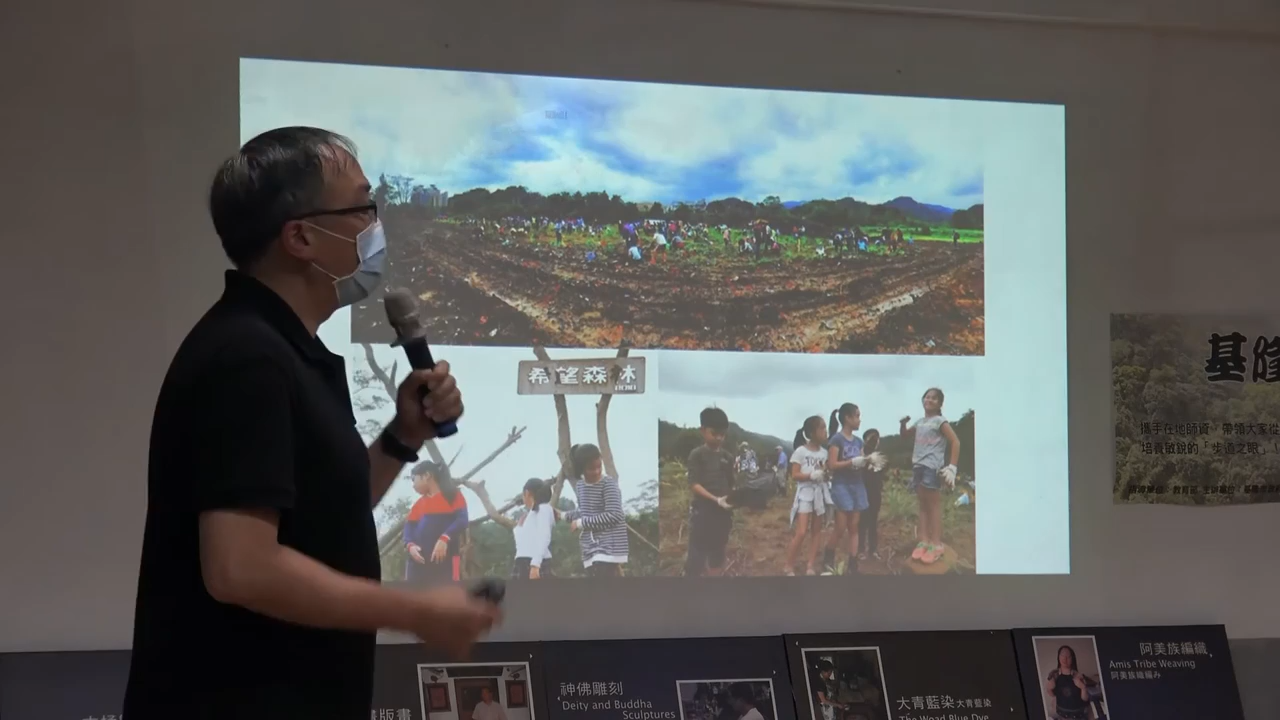 希望森林
基隆
攜手在地師資，帶領大家從
培養敏銳的「步道之眼」
神佛雕刻
Deity and Buddha
Sculptures
版畫
大青藍染 大青藍染
The Woad Blue Dye
阿美族編織
Amis Tribe Weaving
阿美族織編み